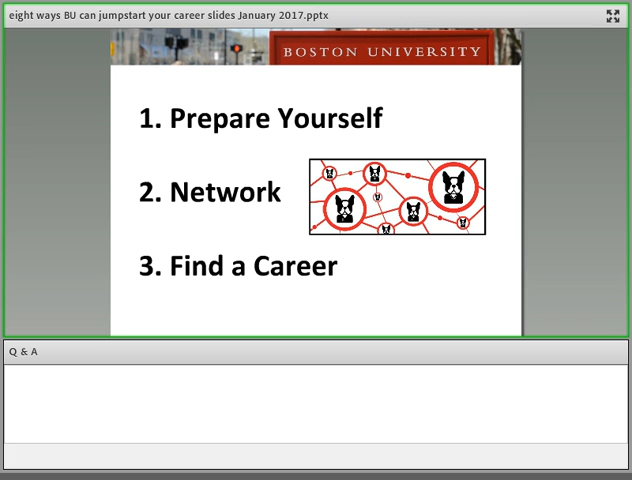 eight ways BU can jumpstart your career slides January 2017.pptx
BOSTON UNIVERSITY
1. Prepare Yourself
2. Network
3. Find a Career
Q & A